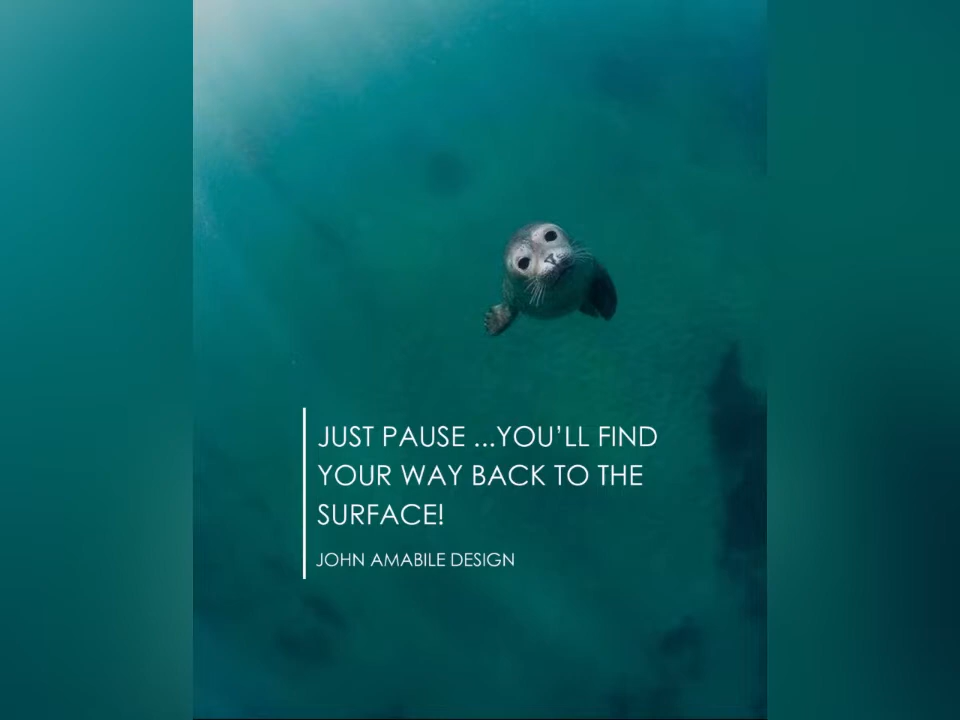 JUST PAUSE ...YOU’LL FIND
YOUR WAY BACK TO THE
SURFACE!
JOHN AMABILE DESIGN